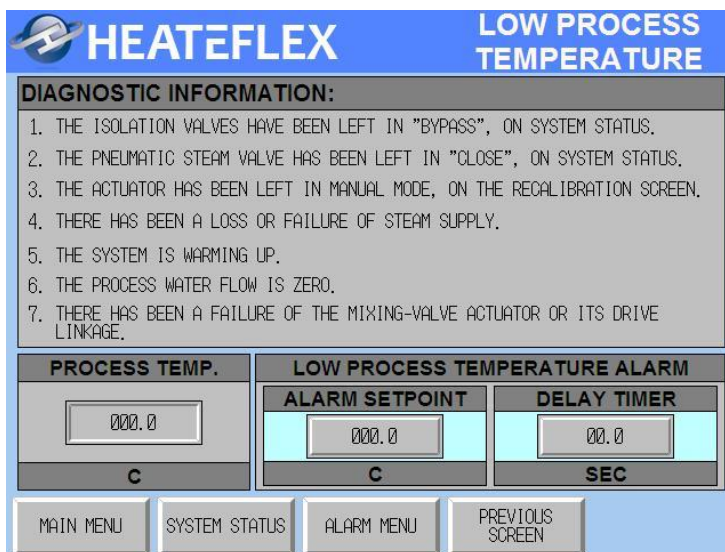 HEATEFLEX
LOW PROCESS
TEMPERATURE
DIAGNOSTIC INFORMATION:
1. THE ISOLATION VALVES HAVE BEEN LEFT IN "BYPASS", ON SYSTEM STATUS.
2. THE PNEUMATIC STEAM VALVE HAS BEEN LEFT IN "CLOSE", ON SYSTEM STATUS.
3. THE ACTUATOR HAS BEEN LEFT IN MANUAL MODE, ON THE RECALIBRATION SCREEN.
4. THERE HAS BEEN A LOSS OR FAILURE OF STEAM SUPPLY.
5. THE SYSTEM IS WARMING UP.
6. THE PROCESS WATER FLOW IS ZERO.
7. THERE HAS BEEN A FAILURE OF THE MIXING-VALVE ACTUATOR OR ITS DRIVE
LINKAGE.
PROCESS TEMP.
000.0
C
LOW PROCESS TEMPERATURE ALARM
ALARM SETPOINT
000.0
C
DELAY TIMER
00.0
SEC
MAIN MENU
SYSTEM STATUS
ALARM MENU
PREVIOUS
SCREEN